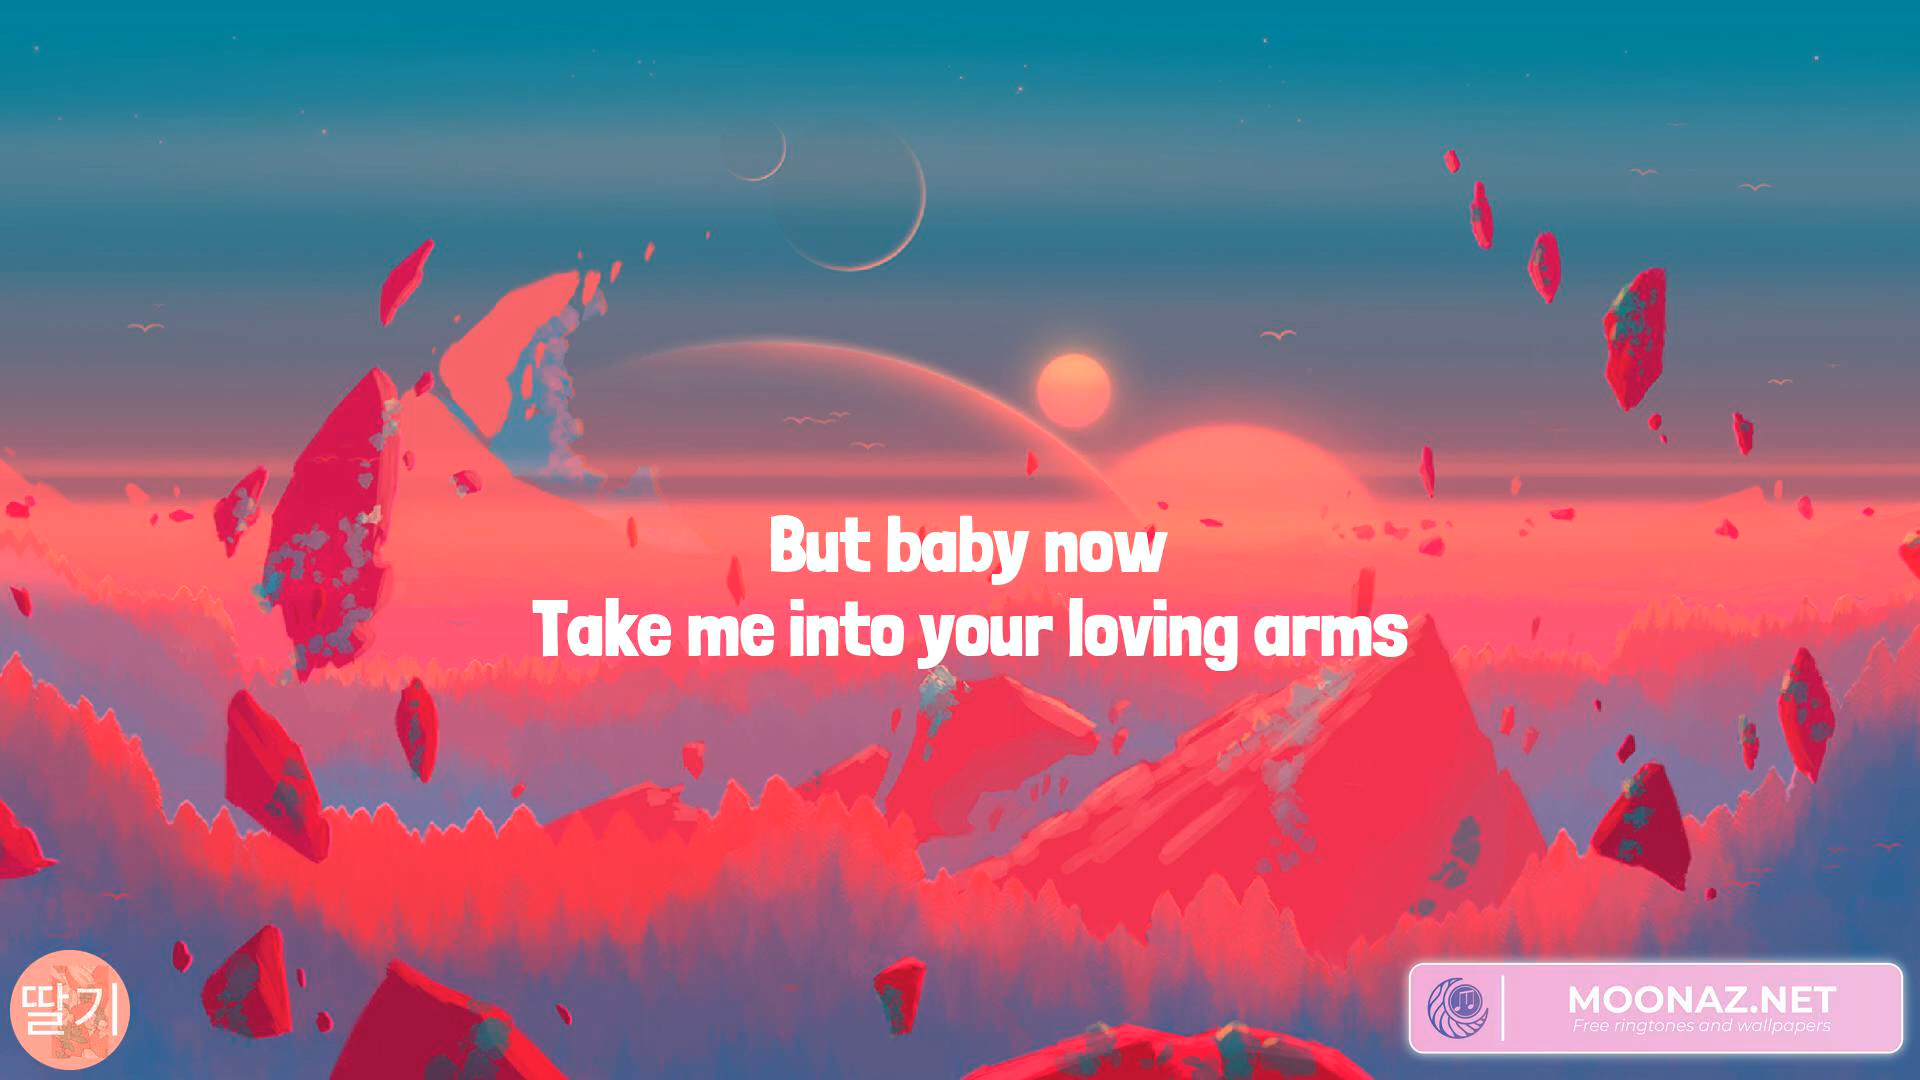 But baby now
Take me into your loving arms
딸기
MOONAZ.NET
Free ringtones and wallpapers